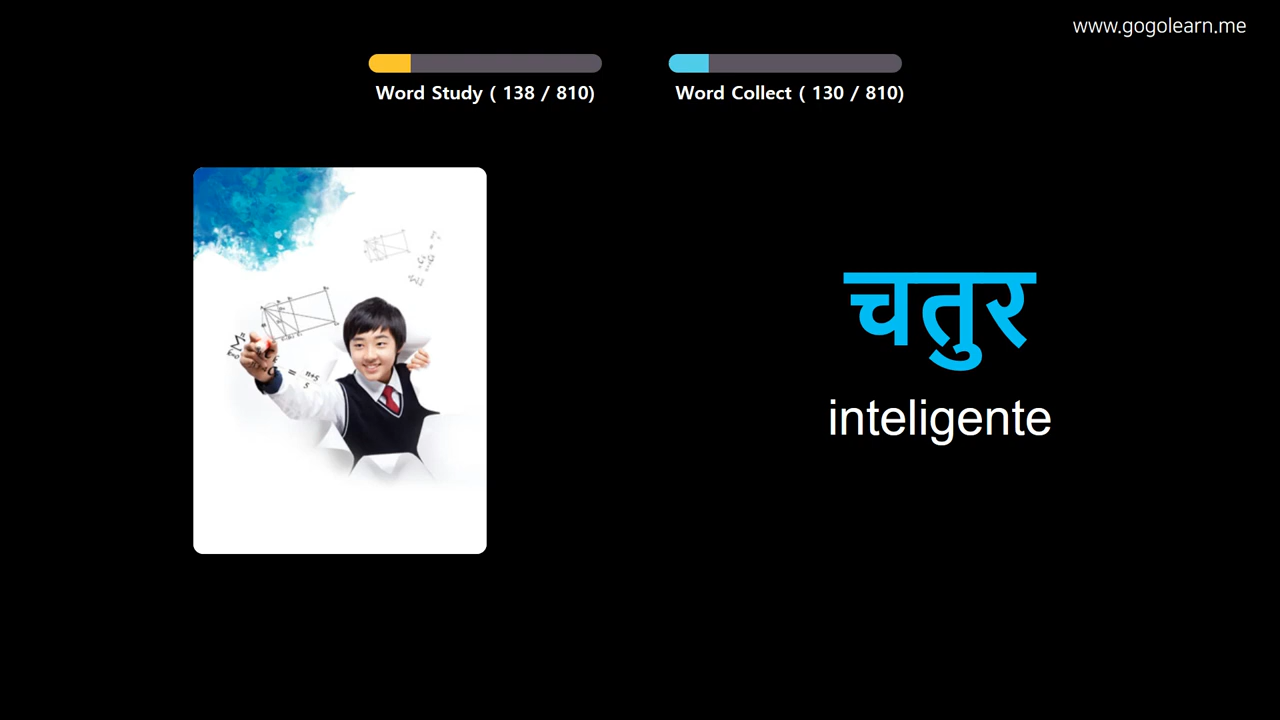 www.gogolearn.me
Word Study ( 138 / 810)
Word Collect ( 130 / 810)
चतुर
inteligente